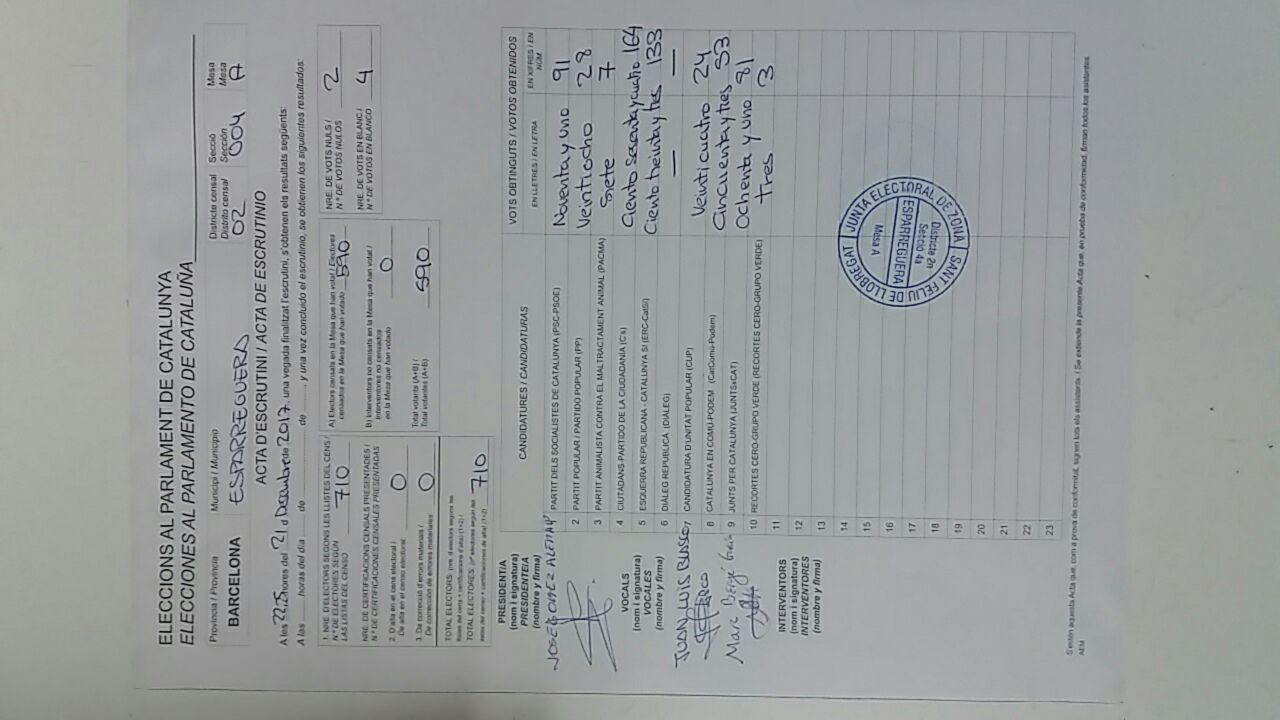 ELECCIONS AL PARLAMENT DE CATALUNYA
ELECCIONES AL PARLAMENTO DE CATALUÑA
Província / Provincia
Municipi / Municipio
Districte censal
Distrito censal
Secció
Sección
Mesa
Mesa
BARCELONA
ESPARREGUERA
02
004
A
ACTA D'ESCRUTINI / ACTA DE ESCRUTINIO
A les 22,15 hores del 21 d Desembre de 2017.. una vegada finalitzat l'escrutini, s'obtenen els resultats següents:
A las ........ horas del día ........ de ........ de ........ y una vez concluido el escrutinio, se obtienen los siguientes resultados:
1. NRE. D'ELECTORS SEGONS LES LLISTES DEL CENS /
Nº DE ELECTORES SEGÚN
LAS LISTAS DEL CENSO
710
NRE. DE CERTIFICACIONS CENSALS PRESENTADES /
Nº DE CERTIFICACIONES CENSALES PRESENTADAS
2. D'alta en el cens electoral /
De alta en el censo electoral:
0
3. De correcció d'errors materials /
De corrección de errores materiales:
0
TOTAL ELECTORS: (nre. d'electors segons les
llistes del cens + certificacions d'alta) (1+2) /
TOTAL ELECTORES: (nº electores según las
listas del censo + certificaciones de alta) (1+2)
710
A) Electors censats en la Mesa que han votat / Electores
censados en la Mesa que han votado
590
B) Interventors no censats en la Mesa que han votat /
Interventores no censados
en la Mesa que han votado
0
Total votants (A+B) /
Total votantes (A+B)
590
NRE. DE VOTS NULS /
Nº DE VOTOS NULOS
2
NRE. DE VOTS EN BLANC /
Nº DE VOTOS EN BLANCO
4
PRESIDENTIA
(nom i signatura)
PRESIDENTE/A
(nombre y firma)
VOCALS
(nom i signatura)
VOCALES
(nombre y firma)
JUAN LUIS BLASCO
INTERVENTORS
(nom i signatura)
INTERVENTORES
(nombre y firma)
CANDIDATURES / CANDIDATURAS
VOTS OBTINGUTS / VOTOS OBTENIDOS
EN LLETRES / EN LETRA
EN XIFRES / EN NÚM.
PARTIT DELS SOCIALISTES DE CATALUNYA (PSC-PSOE) Noventa y uno 91
2 PARTIT POPULAR / PARTIDO POPULAR (PP) Veintiocho 28
3 PARTIT ANIMALISTA CONTRA EL MALTRACTAMENT ANIMAL (PACMA) Siete 7
4 CIUTADANS-PARTIDO DE LA CIUDADANÍA (C's) Ciento sesenta y cuatro 164
5 ESQUERRA REPUBLICANA - CATALUNYA SÍ (ERC-CatSí) Ciento treinta y tres 133
6 DIÀLEG REPUBLICÀ (DIÀLEG) — —
7 CANDIDATURA D'UNITAT POPULAR (CUP) Veinticuatro 24
8 CATALUNYA EN COMÚ-PODEM (CatComú-Podem) Cincuenta y tres 53
9 JUNTS PER CATALUNYA (JUNTSxCAT) Ochenta y uno 81
10 RECORTES CERO-GRUPO VERDE (RECORTES CERO-GRUPO VERDE) Tres 3
11
12
13
14
15
16
17
18
19
20
21
22
23
JUNTA ELECTORAL DE ZONA
SANT FELIU DE LLOBREGAT
Districte 2n
Secció 4a
ESPARREGUERA
Mesa A
S'estén aquesta Acta que, com a prova de conformitat, signen tots els assistents. / Se extiende la presente Acta que, en prueba de conformidad, firman todos los asistentes.
AEM